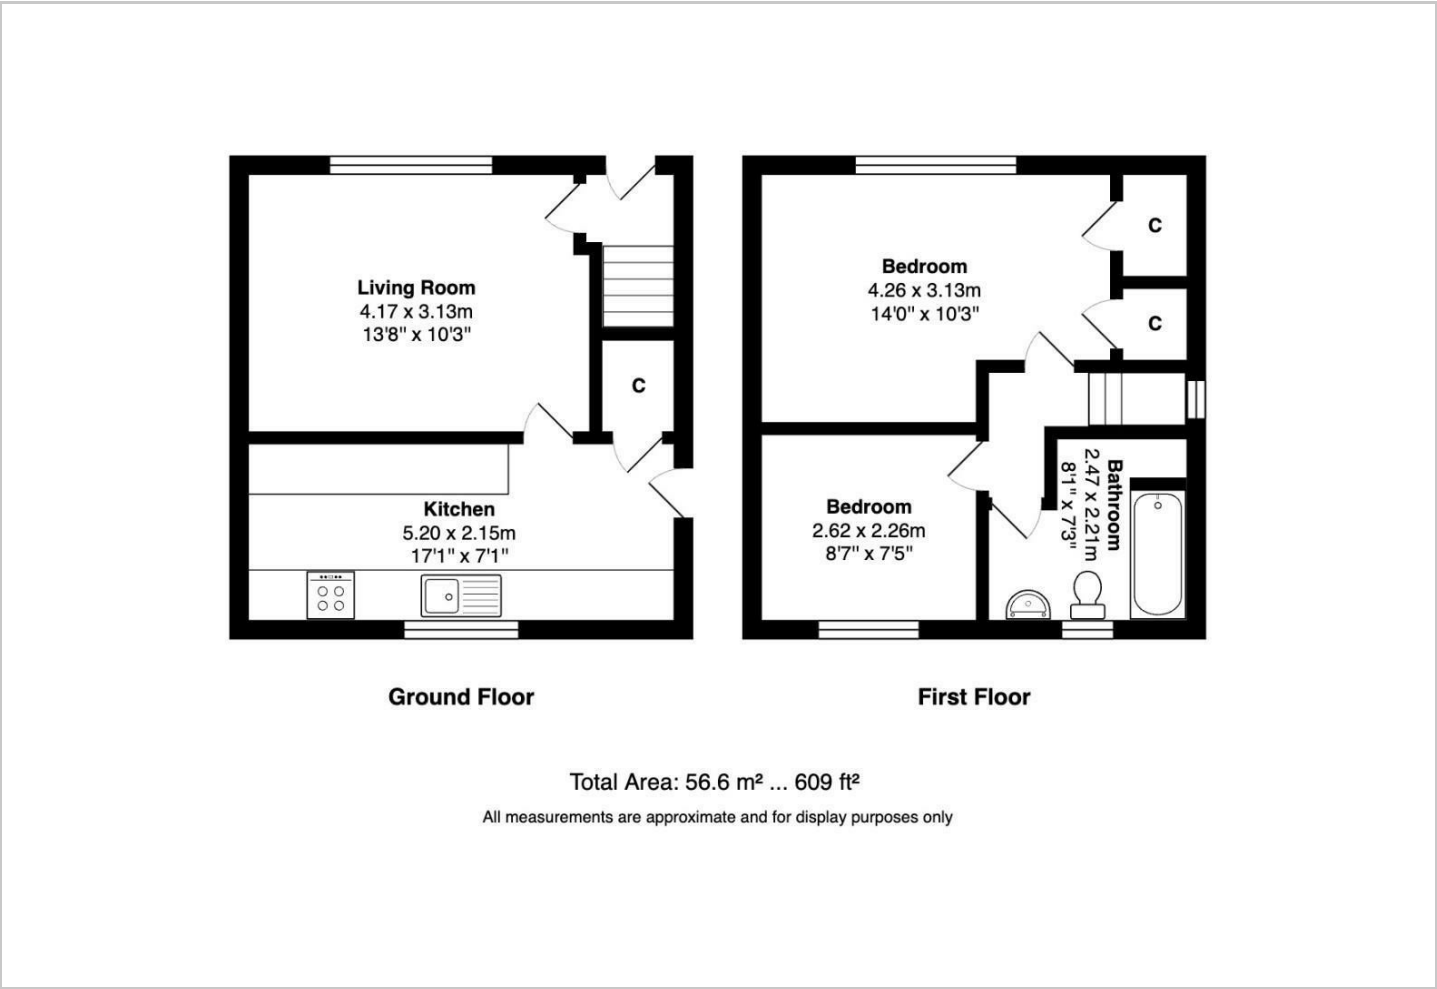 Living Room
4.17 x 3.13m
13'8" x 10'3"
C
Kitchen
5.20 x 2.15m
17'1" x 7'1"
Ground Floor
Bedroom
4.26 x 3.13m
14'0" x 10'3"
C
C
Bedroom
2.62 x 2.26m
8'7" x 7'5"
Bathroom
2.47 x 2.21m
8'1" x 7'3"
First Floor
Total Area: 56.6 m² ... 609 ft²
All measurements are approximate and for display purposes only